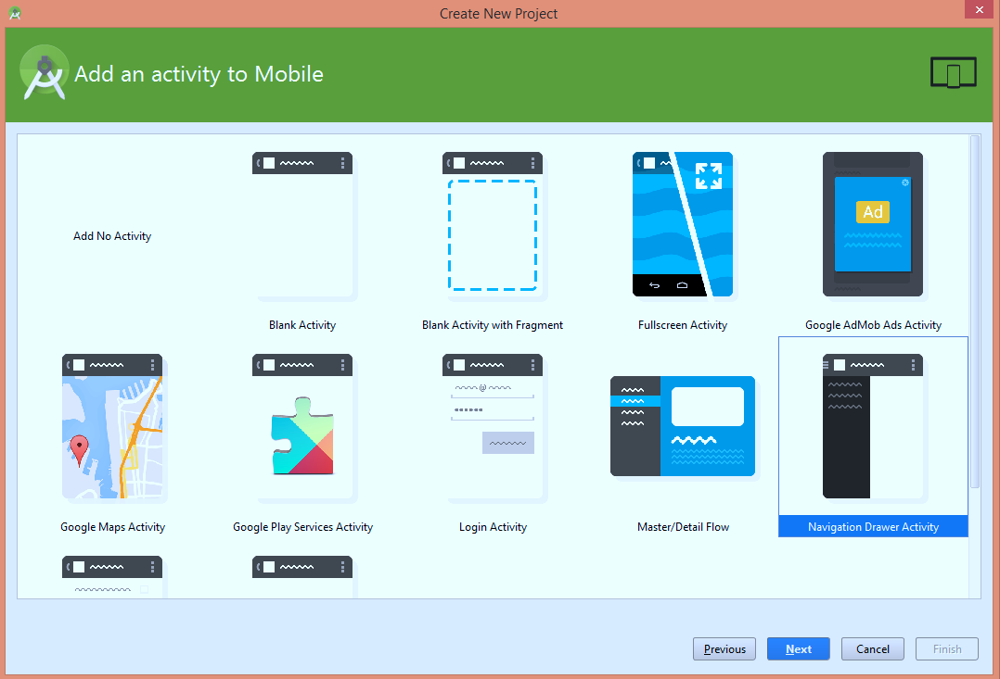 Create New Project
Add an activity to Mobile
Add No Activity
Blank Activity
Blank Activity with Fragment
Fullscreen Activity
Ad
Google AdMob Ads Activity
@
Google Maps Activity
Google Play Services Activity
Login Activity
Master/Detail Flow
Navigation Drawer Activity
Previous
Next
Cancel
Finish